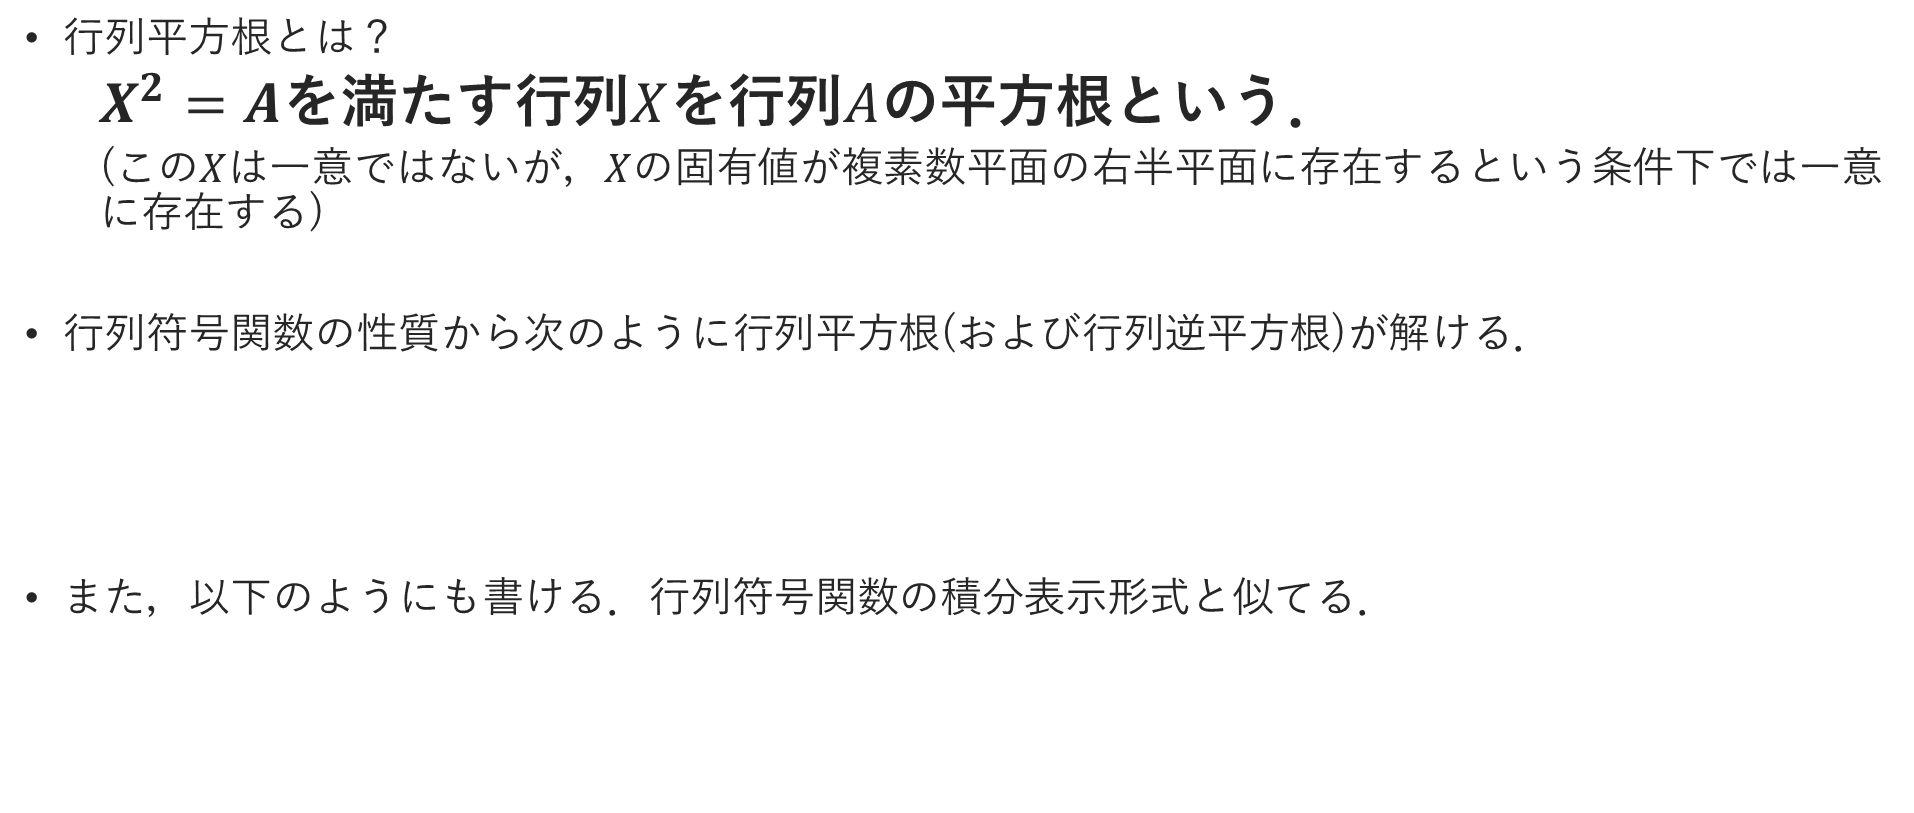 • 行列平方根とは？
X² = Aを満たす行列Xを行列Aの平方根という．
(このXは一意ではないが，Xの固有値が複素数平面の右半平面に存在するという条件下では一意
に存在する)
• 行列符号関数の性質から次のように行列平方根(および行列逆平方根)が解ける．
• また，以下のようにも書ける．行列符号関数の積分表示形式と似てる．